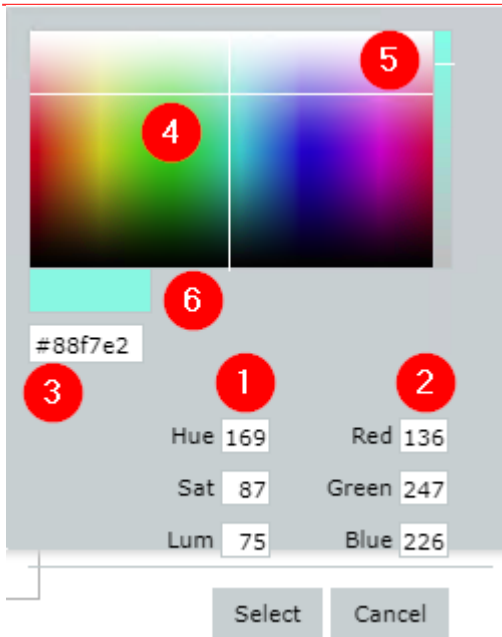 5
4
6
#88f7e2
3 1 2
Hue 169 Red 136
Sat 87 Green 247
Lum 75 Blue 226
Select Cancel